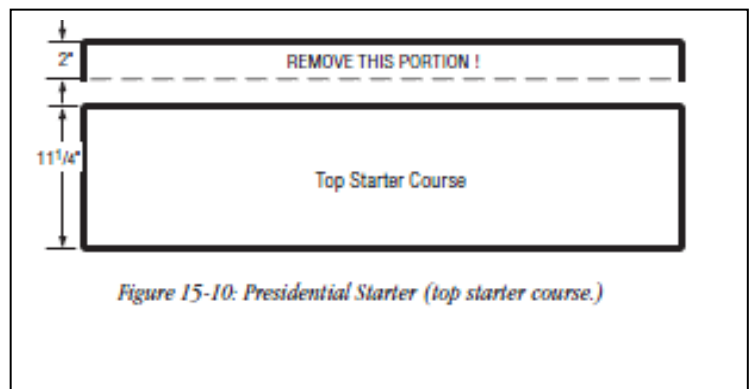 2"
REMOVE THIS PORTION !
11 1/4"
Top Starter Course
Figure 15-10: Presidential Starter (top starter course.)